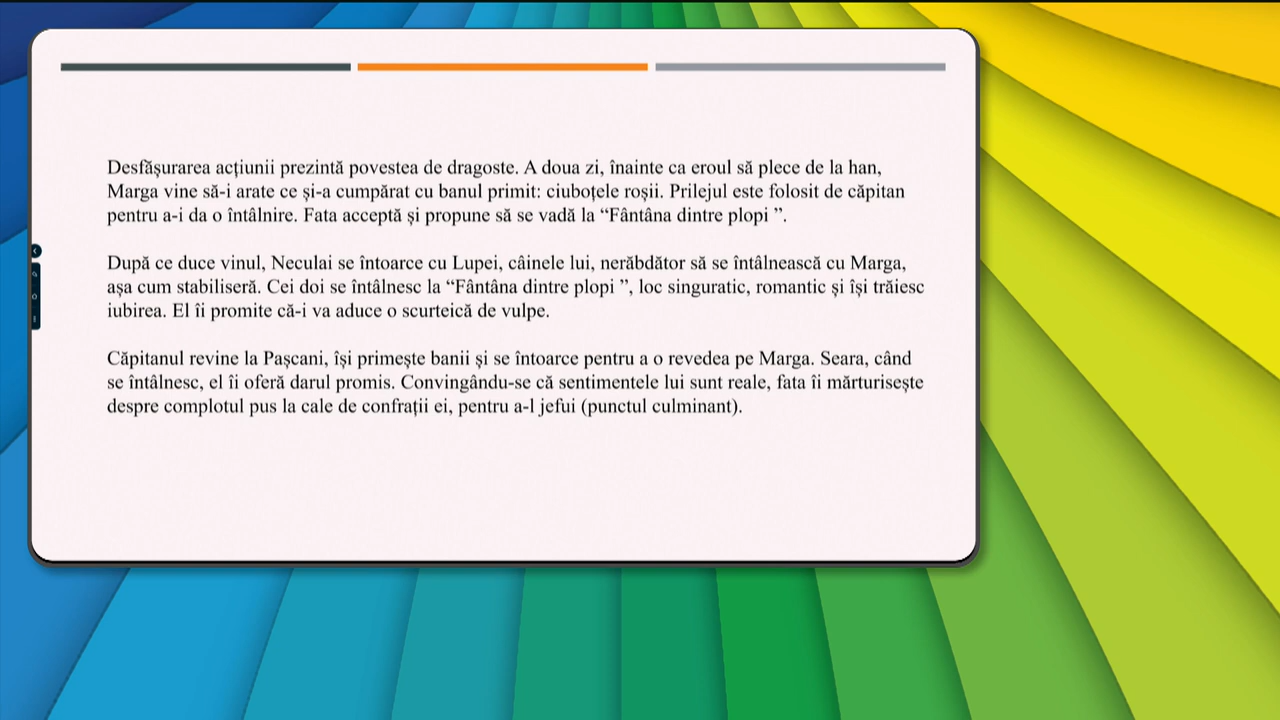 Desfășurarea acțiunii prezintă povestea de dragoste. A doua zi, înainte ca eroul să plece de la han,
Marga vine să-i arate ce și-a cumpărat cu banul primit: ciuboțele roșii. Prilejul este folosit de căpitan
pentru a-i da o întâlnire. Fata acceptă și propune să se vadă la “Fântâna dintre plopi ”.
După ce duce vinul, Neculai se întoarce cu Lupei, câinele lui, nerăbdător să se întâlnească cu Marga,
așa cum stabiliseră. Cei doi se întâlnesc la “Fântâna dintre plopi ”, loc singuratic, romantic și își trăiesc
iubirea. El îi promite că-i va aduce o scurteică de vulpe.
Căpitanul revine la Pașcani, își primește banii și se întoarce pentru a o revedea pe Marga. Seara, când
se întâlnesc, el îi oferă darul promis. Convingându-se că sentimentele lui sunt reale, fata îi mărturisește
despre complotul pus la cale de confrații ei, pentru a-l jefui (punctul culminant).